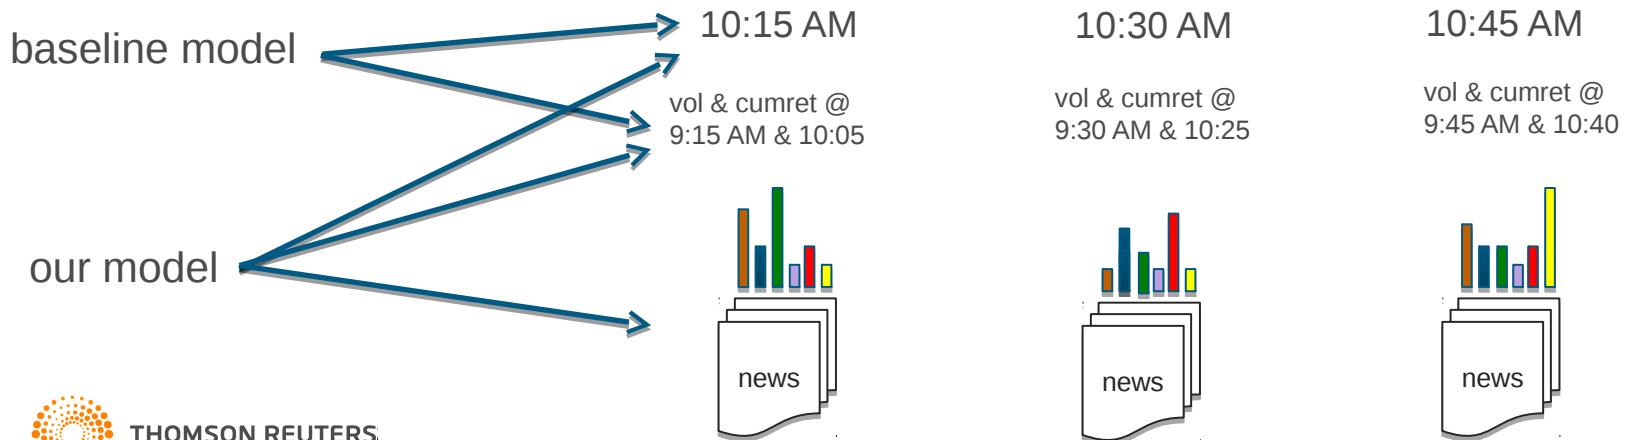 baseline model
10:15 AM
10:30 AM
10:45 AM
vol & cumret @
9:15 AM & 10:05
vol & cumret @
9:30 AM & 10:25
vol & cumret @
9:45 AM & 10:40
our model
news
news
news
THOMSON REUTERS